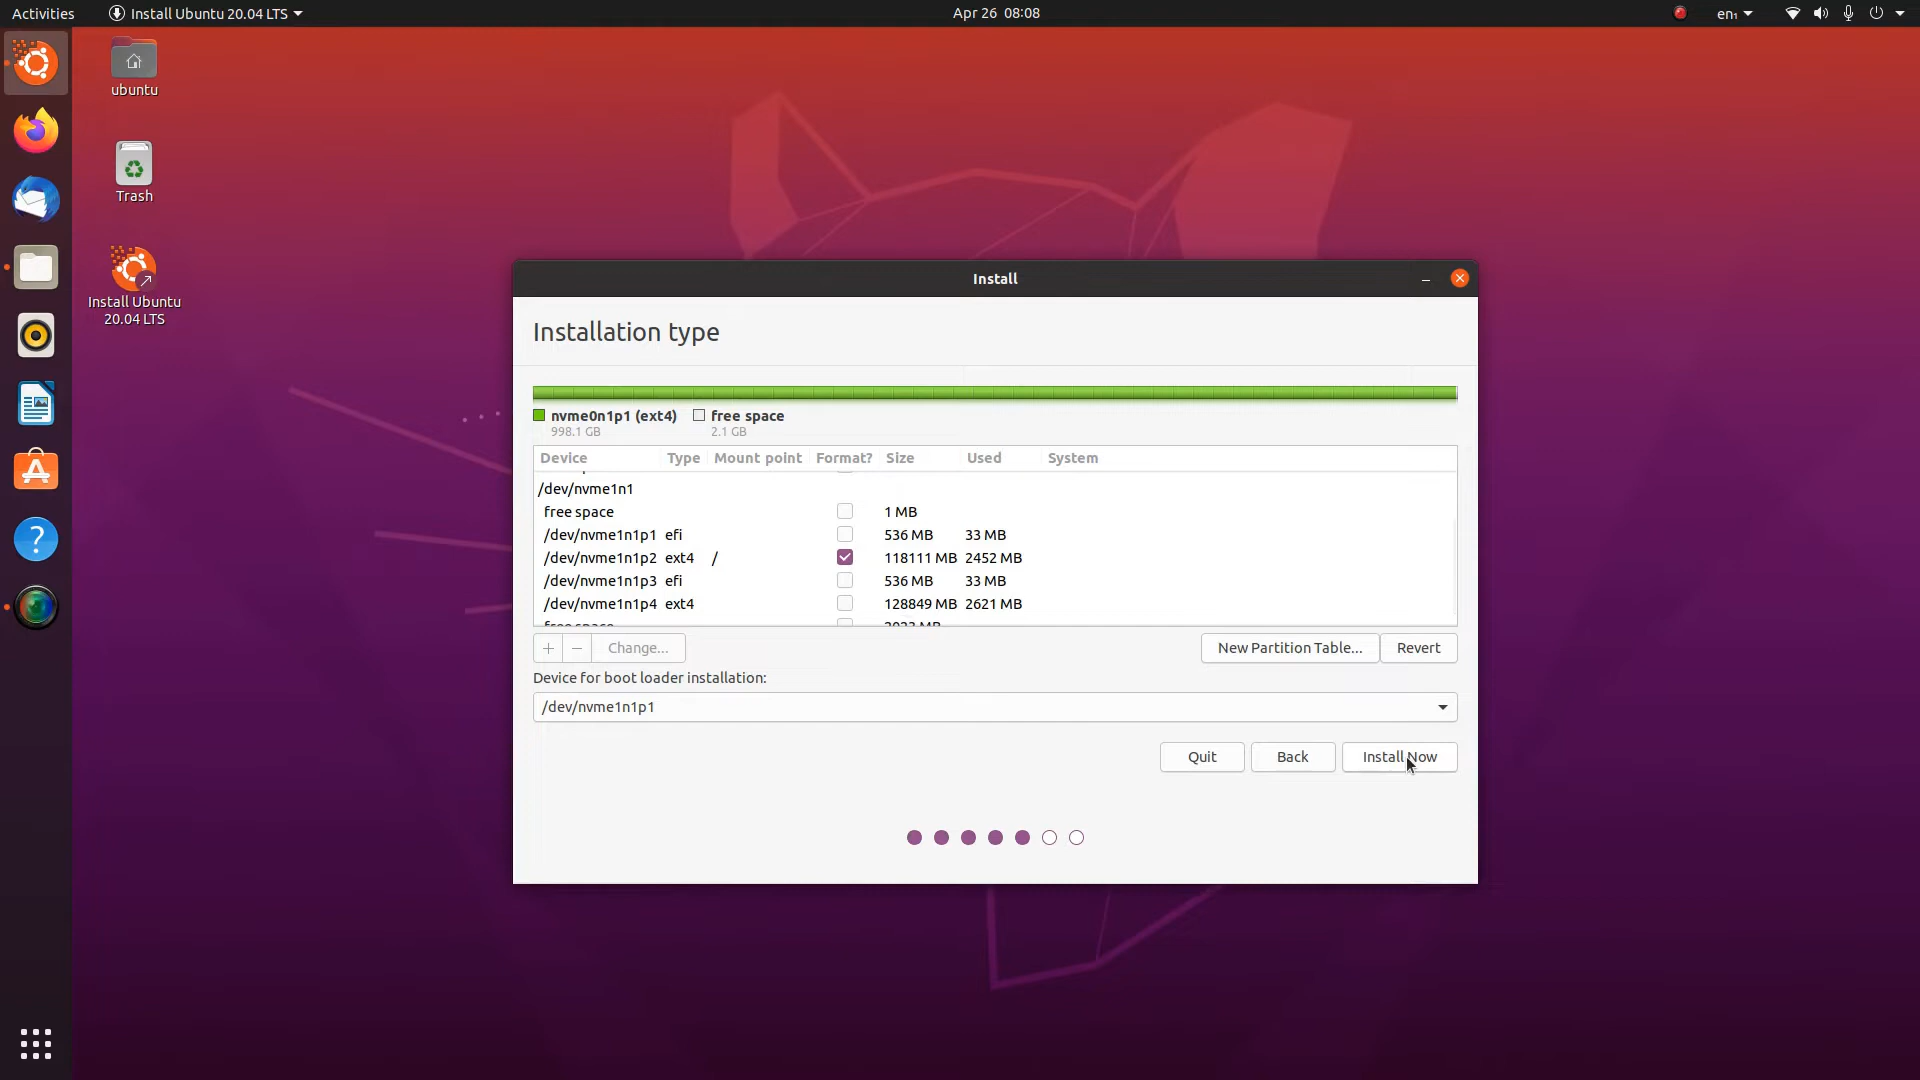 Activities
Install Ubuntu 20.04 LTS
Apr 26 08:08
en₁
ubuntu
Trash
Install Ubuntu
20.04 LTS
Install
Installation type
nvme0n1p1 (ext4)
998.1 GB
free space
2.1 GB
Device Type Mount point Format? Size Used System
/dev/nvme1n1
free space 1 MB
/dev/nvme1n1p1 efi 536 MB 33 MB
/dev/nvme1n1p2 ext4 / 118111 MB 2452 MB
/dev/nvme1n1p3 efi 536 MB 33 MB
/dev/nvme1n1p4 ext4 128849 MB 2621 MB
free space
+ − Change...
New Partition Table... Revert
Device for boot loader installation:
/dev/nvme1n1p1
Quit Back Install Now